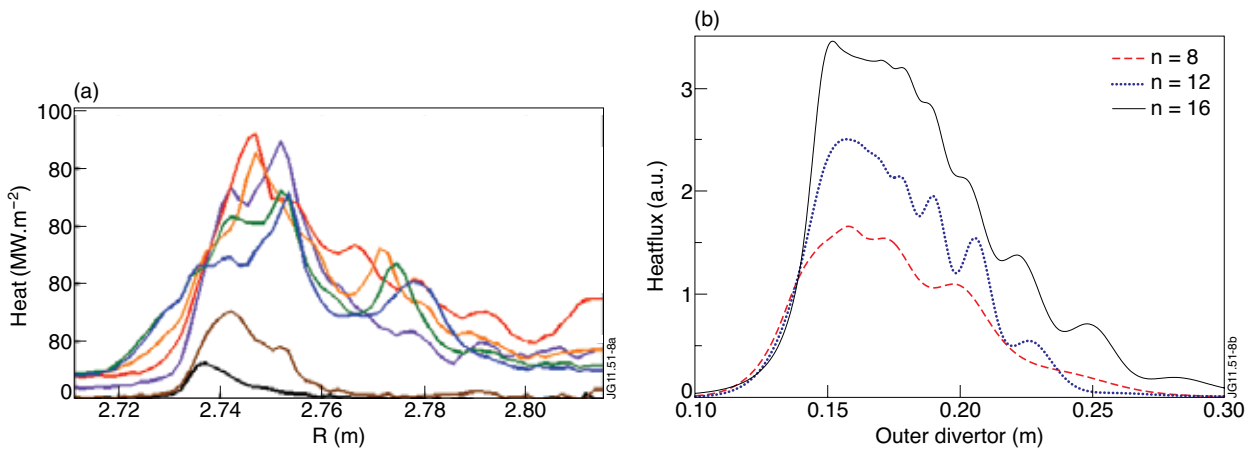 (a)
100
80
80
80
80
0
Heat (MW.m−2)
2.72
2.74
2.76
2.78
2.80
R (m)
JG11.51-8a
(b)
3
2
1
0
Heatflux (a.u.)
n = 8
n = 12
n = 16
0.10
0.15
0.20
0.25
0.30
Outer divertor (m)
JG11.51-8b